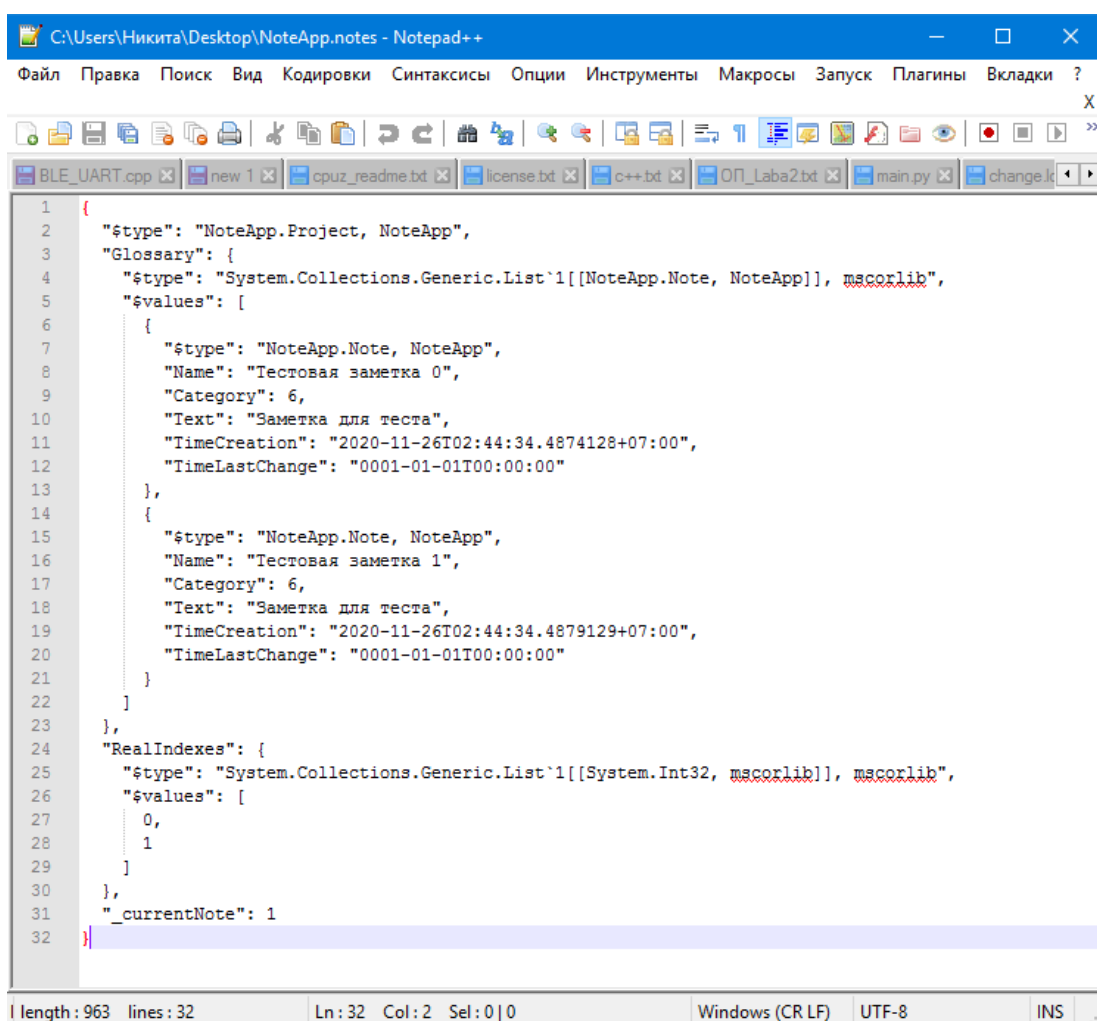 C:\Users\Никита\Desktop\NoteApp.notes - Notepad++
Файл Правка Поиск Вид Кодировки Синтаксисы Опции Инструменты Макросы Запуск Плагины Вкладки ?
X
BLE_UART.cpp new 1 cpuz_readme.txt license.txt c++.txt ОП_Laba2.txt main.py change.lo
1 {
2 "$type": "NoteApp.Project, NoteApp",
3 "Glossary": {
4 "$type": "System.Collections.Generic.List`1[[NoteApp.Note, NoteApp]], mscorlib",
5 "$values": [
6 {
7 "$type": "NoteApp.Note, NoteApp",
8 "Name": "Тестовая заметка 0",
9 "Category": 6,
10 "Text": "Заметка для теста",
11 "TimeCreation": "2020-11-26T02:44:34.4874128+07:00",
12 "TimeLastChange": "0001-01-01T00:00:00"
13 },
14 {
15 "$type": "NoteApp.Note, NoteApp",
16 "Name": "Тестовая заметка 1",
17 "Category": 6,
18 "Text": "Заметка для теста",
19 "TimeCreation": "2020-11-26T02:44:34.4879129+07:00",
20 "TimeLastChange": "0001-01-01T00:00:00"
21 }
22 ]
23 },
24 "RealIndexes": {
25 "$type": "System.Collections.Generic.List`1[[System.Int32, mscorlib]], mscorlib",
26 "$values": [
27 0,
28 1
29 ]
30 },
31 "_currentNote": 1
32 }
length : 963 lines : 32 Ln : 32 Col : 2 Sel : 0 | 0 Windows (CR LF) UTF-8 INS